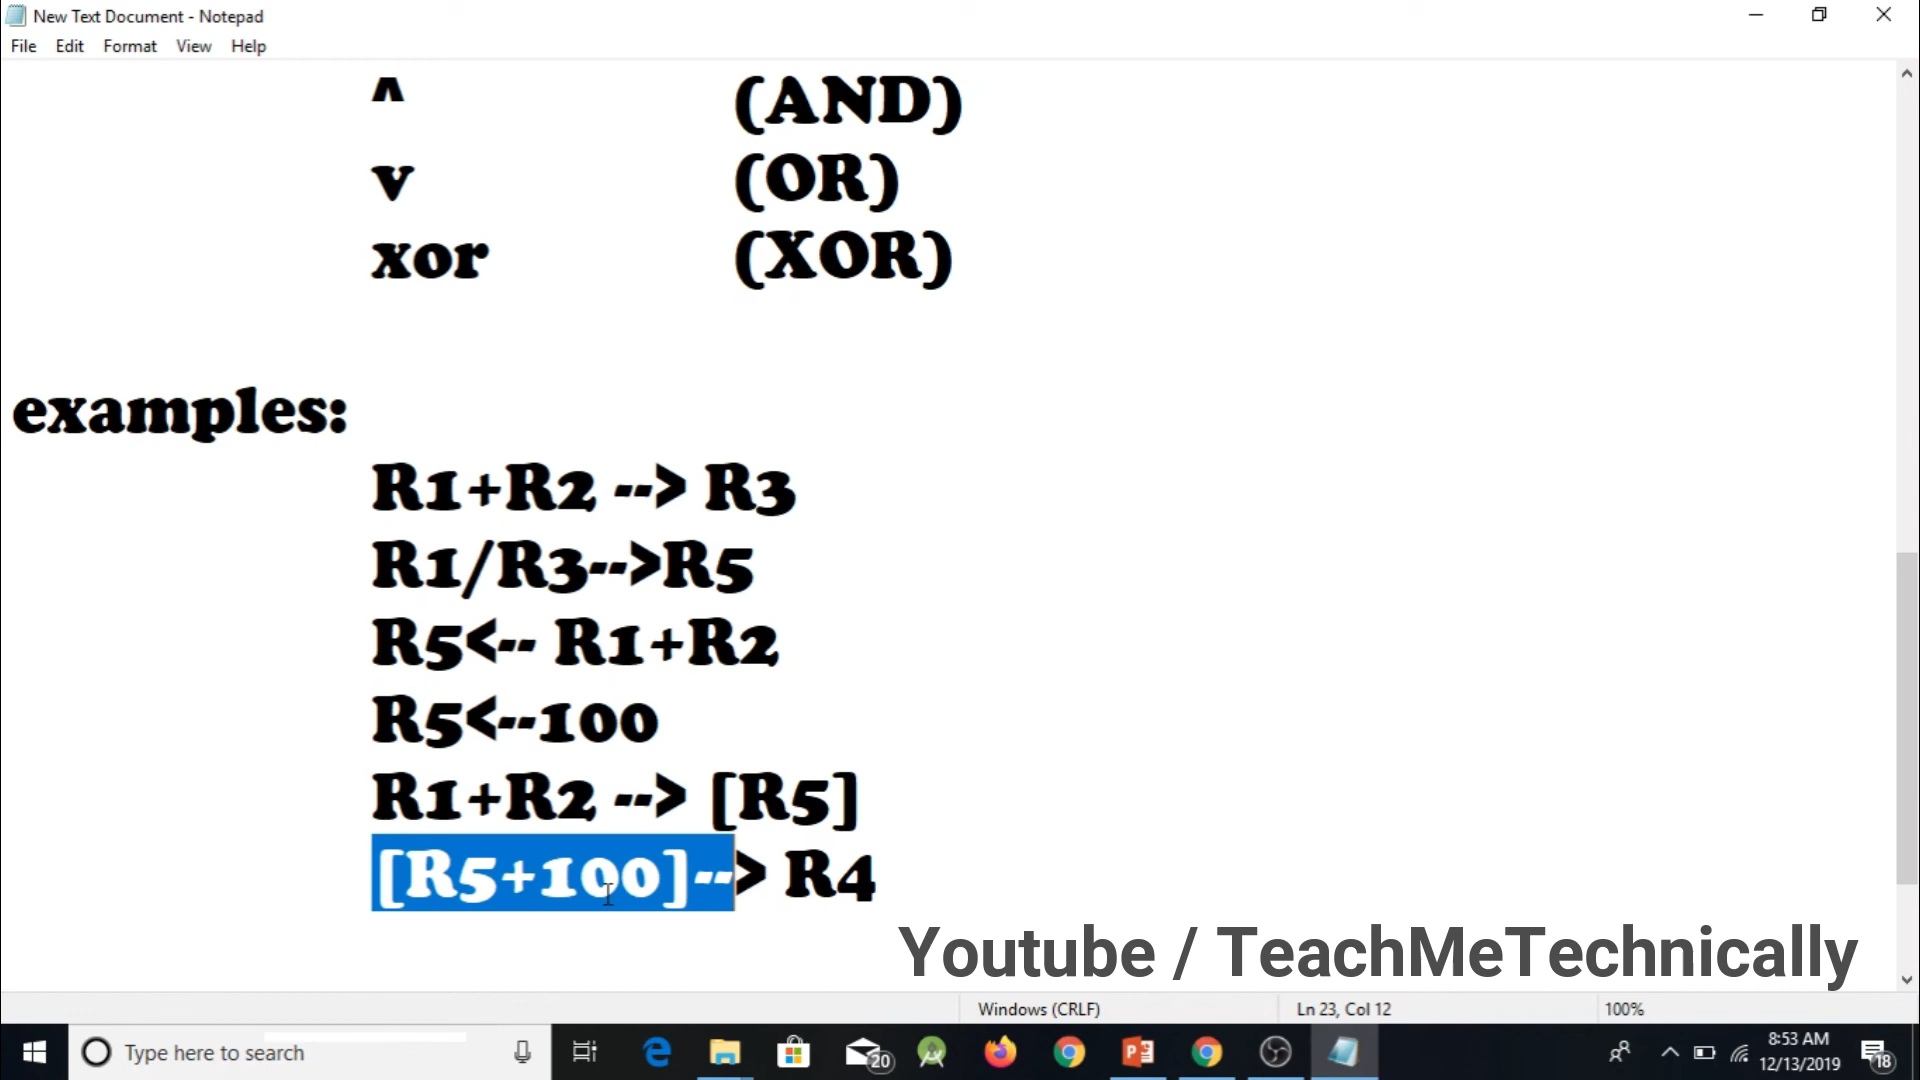 New Text Document - Notepad
File Edit Format View Help
^ (AND)
v (OR)
xor (XOR)
examples:
R1+R2 --> R3
R1/R3-->R5
R5<-- R1+R2
R5<--100
R1+R2 --> [R5]
[R5+100]--> R4
Youtube / TeachMeTechnically
Windows (CRLF) Ln 23, Col 12 100%
Type here to search
20
8:53 AM
12/13/2019
18